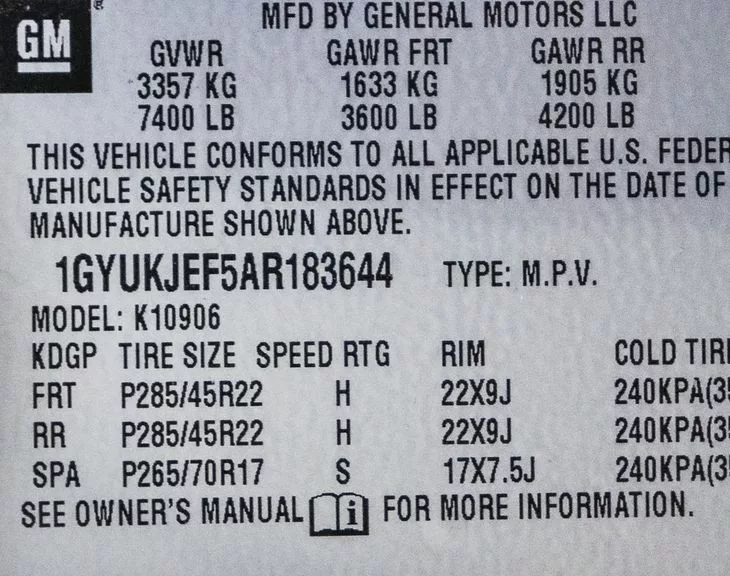 GM
MFD BY GENERAL MOTORS LLC
GVWR GAWR FRT GAWR RR
3357 KG 1633 KG 1905 KG
7400 LB 3600 LB 4200 LB
THIS VEHICLE CONFORMS TO ALL APPLICABLE U.S. FEDER
VEHICLE SAFETY STANDARDS IN EFFECT ON THE DATE OF
MANUFACTURE SHOWN ABOVE.
1GYUKJEF5AR183644 TYPE: M.P.V.
MODEL: K10906
KDGP TIRE SIZE SPEED RTG RIM COLD TIR
FRT P285/45R22 H 22X9J 240KPA(3
RR P285/45R22 H 22X9J 240KPA(3
SPA P265/70R17 S 17X7.5J 240KPA(3
SEE OWNER'S MANUAL i FOR MORE INFORMATION.